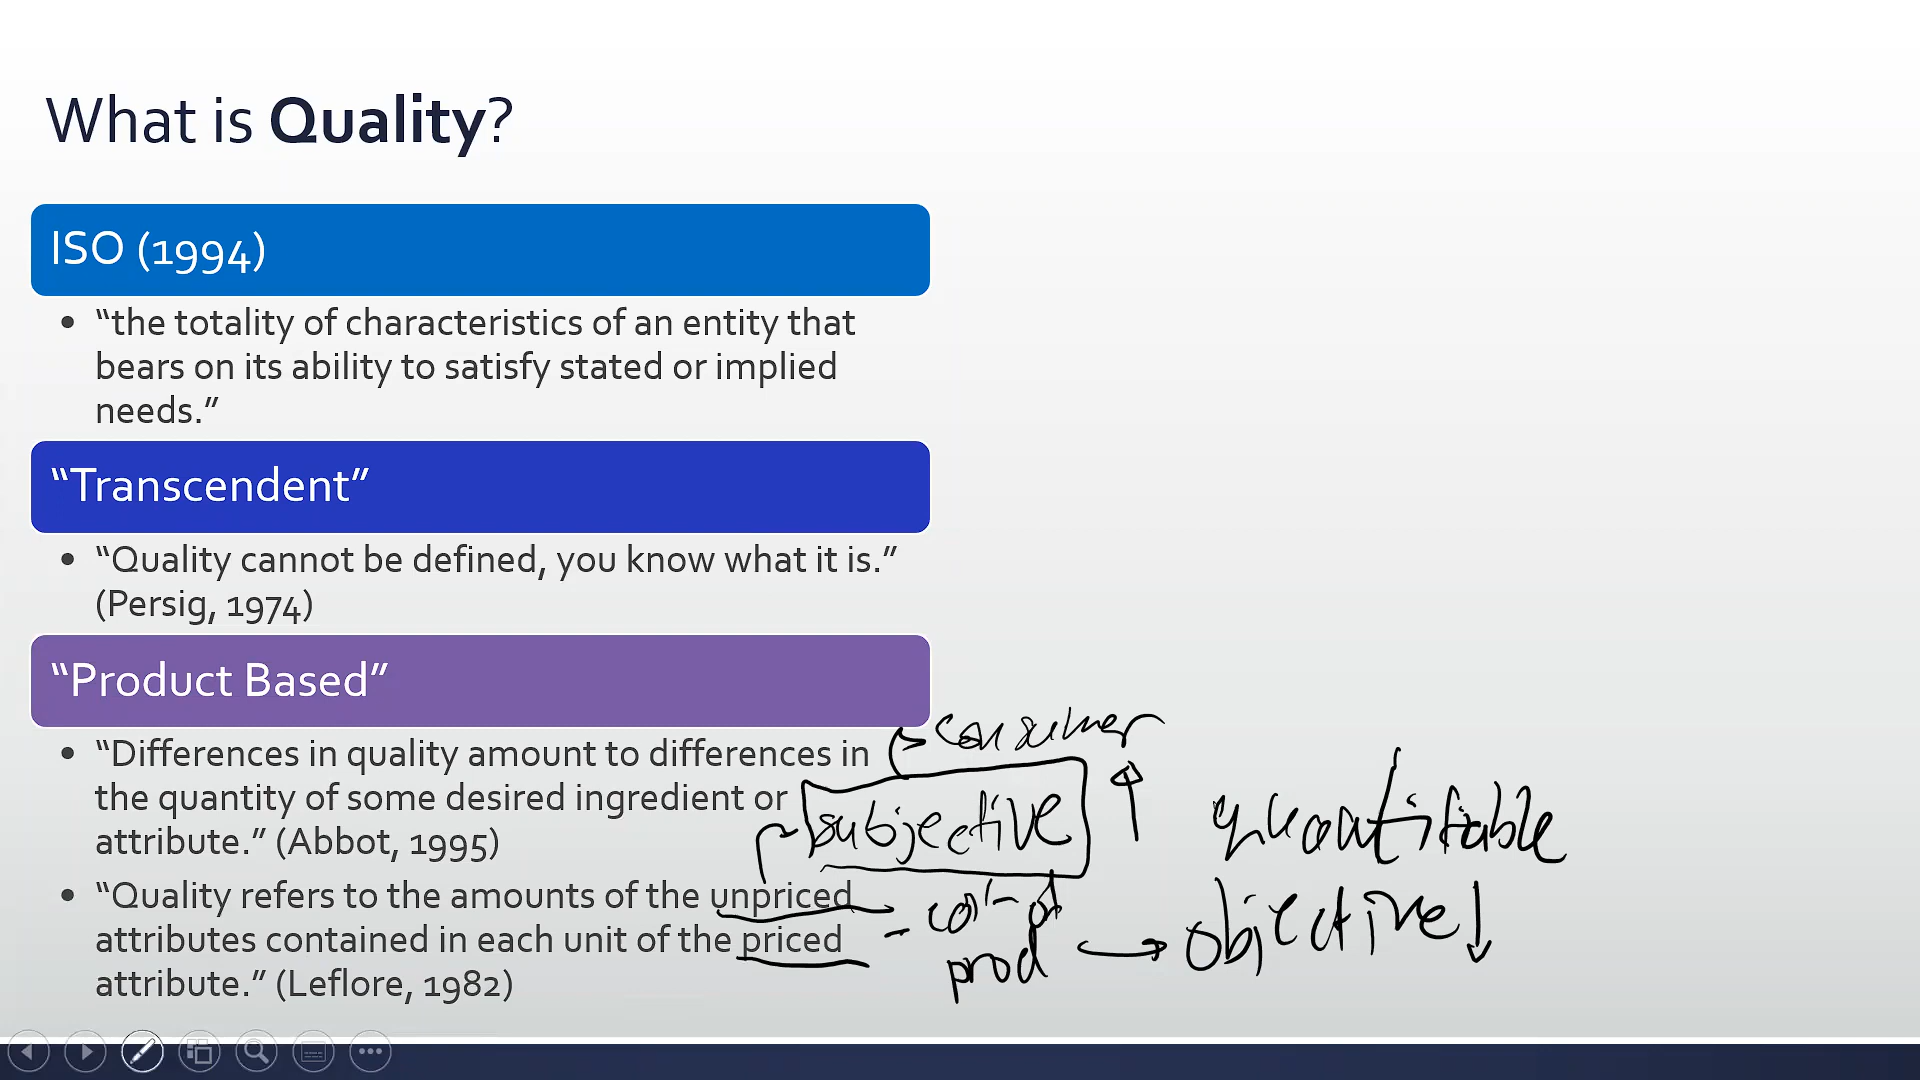 What is Quality?
ISO (1994)
• “the totality of characteristics of an entity that
bears on its ability to satisfy stated or implied
needs.”
“Transcendent”
• “Quality cannot be defined, you know what it is.”
(Persig, 1974)
“Product Based”
• “Differences in quality amount to differences in
the quantity of some desired ingredient or
attribute.” (Abbot, 1995)
• “Quality refers to the amounts of the unpriced
attributes contained in each unit of the priced
attribute.” (Leflore, 1982)
consumer
subjective
prod
quantifiable
objective